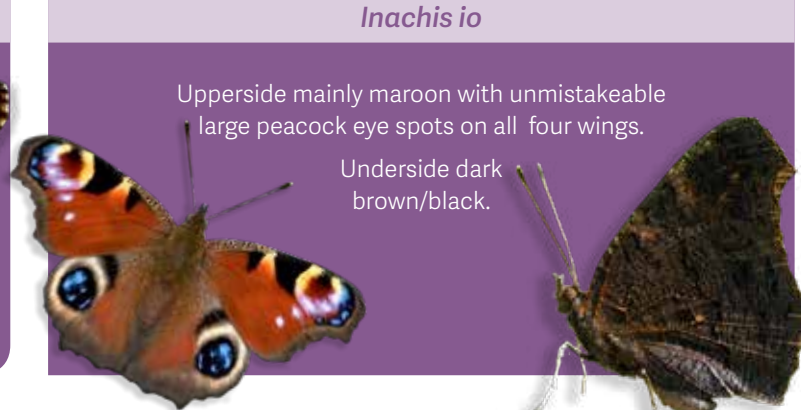 Inachis io
Upperside mainly maroon with unmistakeable
large peacock eye spots on all four wings.
Underside dark
brown/black.